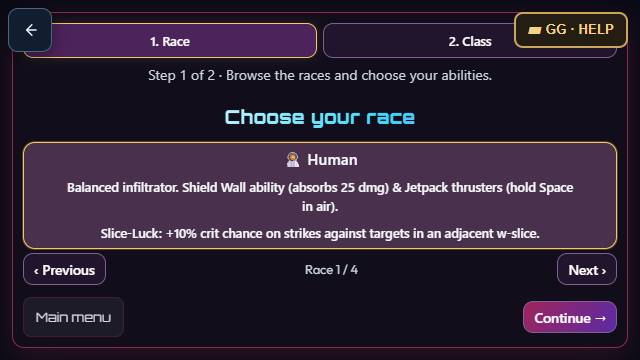 ←
1. Race
2. Class
GG · HELP
Step 1 of 2 · Browse the races and choose your abilities.
Choose your race
Human
Balanced infiltrator. Shield Wall ability (absorbs 25 dmg) & Jetpack thrusters (hold Space
in air).
Slice-Luck: +10% crit chance on strikes against targets in an adjacent w-slice.
‹ Previous
Race 1 / 4
Next ›
Main menu
Continue →